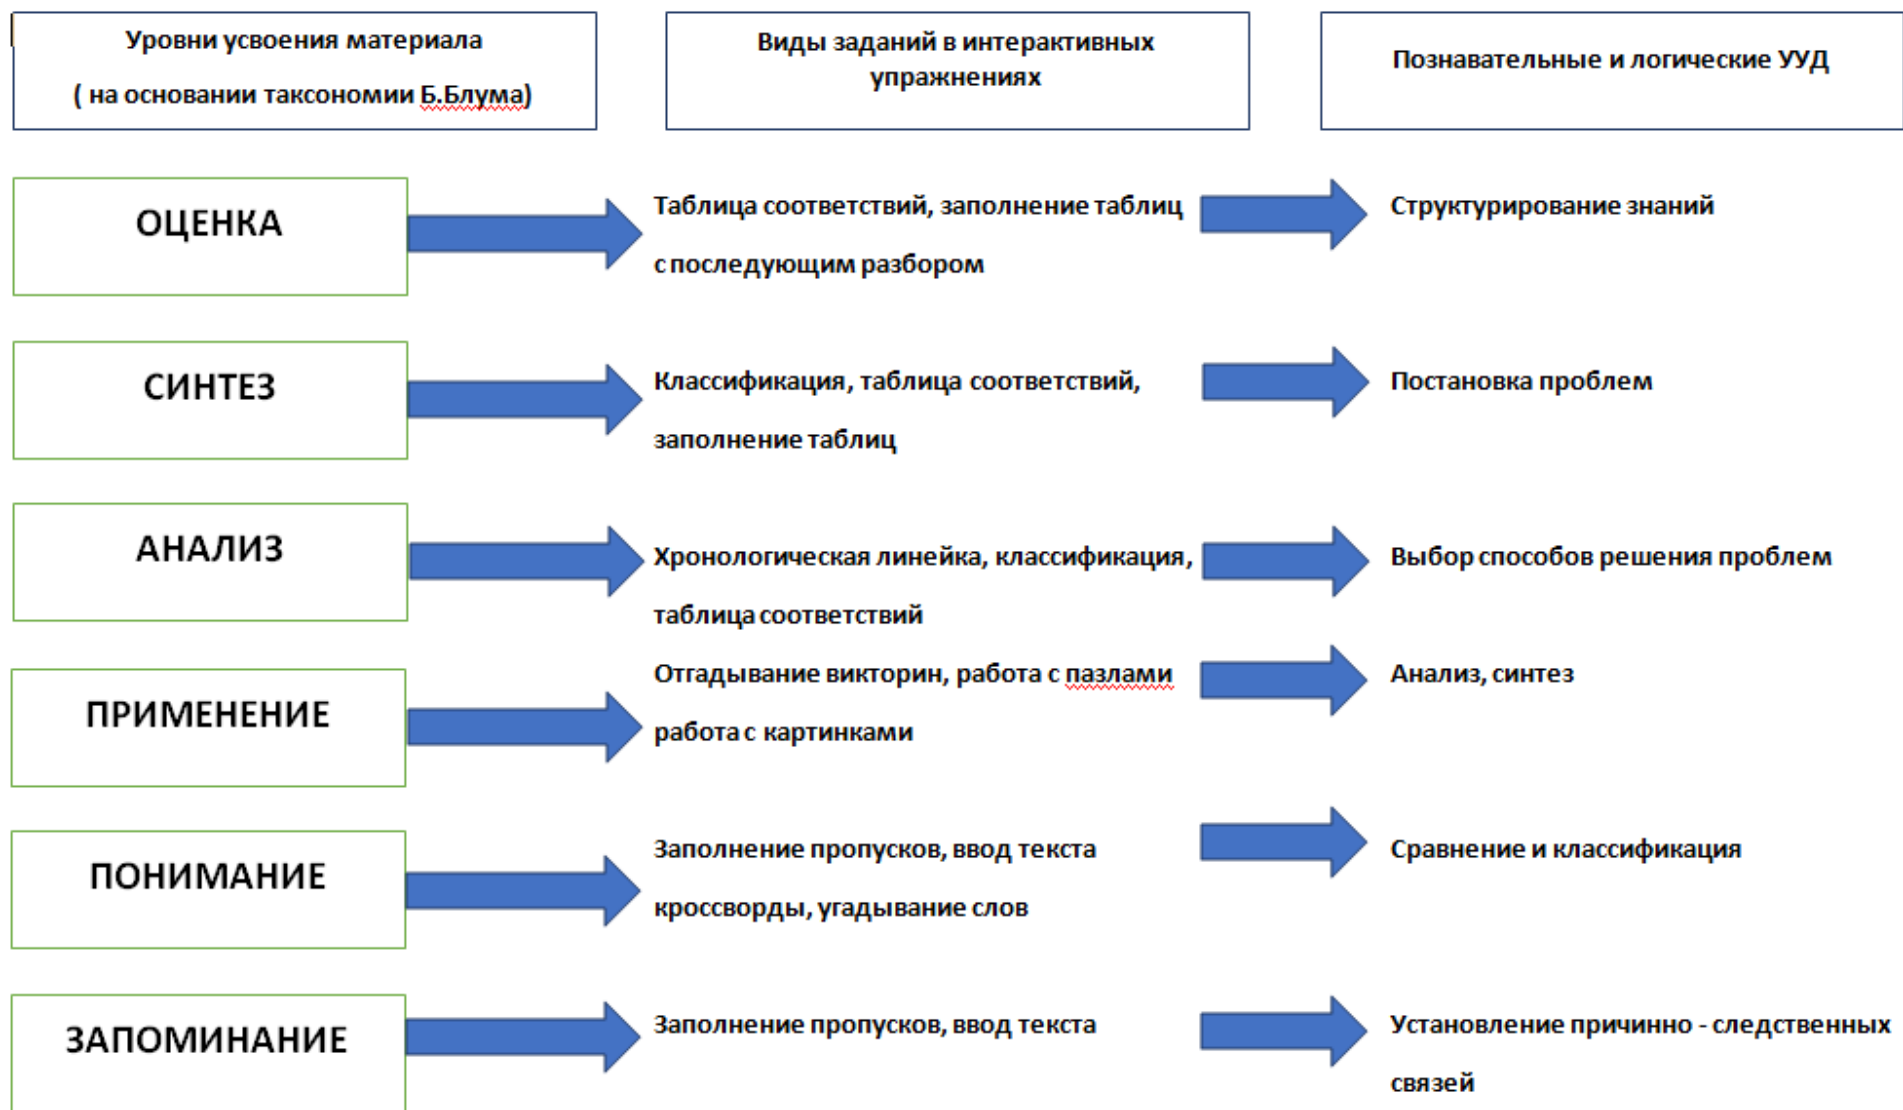 Уровни усвоения материала
( на основании таксономии Б.Блума)
Виды заданий в интерактивных
упражнениях
Познавательные и логические УУД
ОЦЕНКА
Таблица соответствий, заполнение таблиц
с последующим разбором
Структурирование знаний
СИНТЕЗ
Классификация, таблица соответствий,
заполнение таблиц
Постановка проблем
АНАЛИЗ
Хронологическая линейка, классификация,
таблица соответствий
Выбор способов решения проблем
ПРИМЕНЕНИЕ
Отгадывание викторин, работа с пазлами
работа с картинками
Анализ, синтез
ПОНИМАНИЕ
Заполнение пропусков, ввод текста
кроссворды, угадывание слов
Сравнение и классификация
ЗАПОМИНАНИЕ
Заполнение пропусков, ввод текста
Установление причинно - следственных
связей